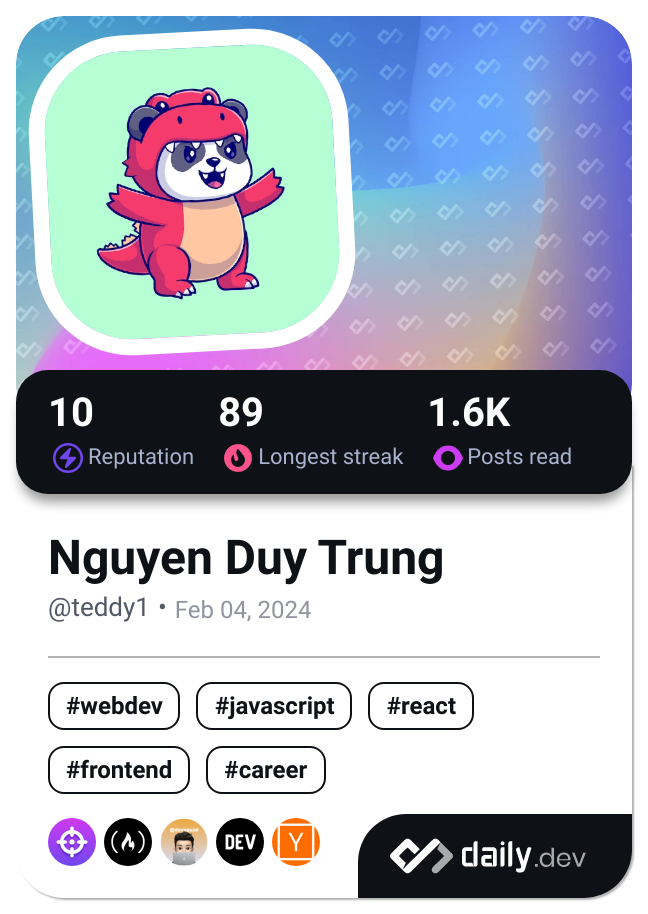 10 89 1.6K
Reputation Longest streak Posts read
Nguyen Duy Trung
@teddy1 • Feb 04, 2024
#webdev #javascript #react
#frontend #career
DEV Y
daily.dev